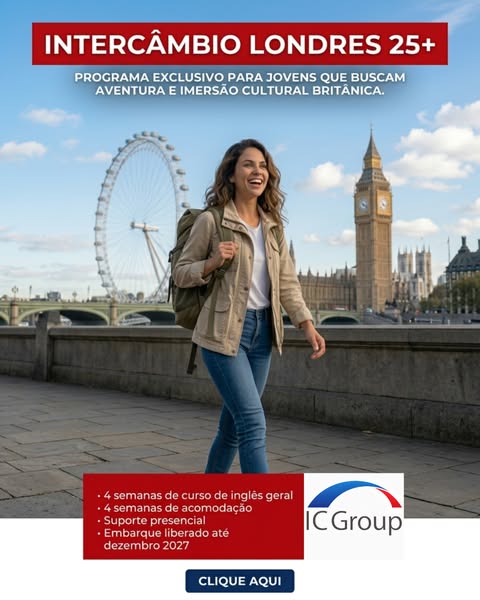 INTERCÂMBIO LONDRES 25+
PROGRAMA EXCLUSIVO PARA JOVENS QUE BUSCAM
AVENTURA E IMERSÃO CULTURAL BRITÂNICA.
• 4 semanas de curso de inglês geral
• 4 semanas de acomodação
• Suporte presencial
• Embarque liberado até
dezembro 2027
IC Group
CLIQUE AQUI